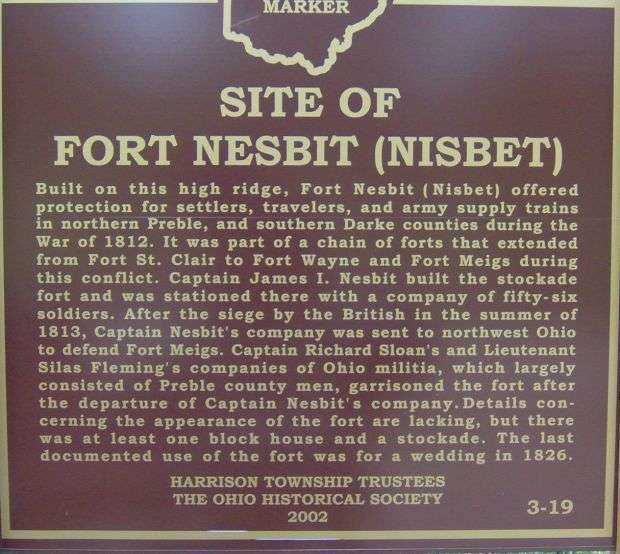 MARKER
SITE OF
FORT NESBIT (NISBET)
Built on this high ridge, Fort Nesbit (Nisbet) offered
protection for settlers, travelers, and army supply trains
in northern Preble, and southern Darke counties during the
War of 1812. It was part of a chain of forts that extended
from Fort St. Clair to Fort Wayne and Fort Meigs during
this conflict. Captain James I. Nesbit built the stockade
fort and was stationed there with a company of fifty-six
soldiers. After the siege by the British in the summer of
1813, Captain Nesbit's company was sent to northwest Ohio
to defend Fort Meigs. Captain Richard Sloan's and Lieutenant
Silas Fleming's companies of Ohio militia, which largely
consisted of Preble county men, garrisoned the fort after
the departure of Captain Nesbit's company. Details con-
cerning the appearance of the fort are lacking, but there
was at least one block house and a stockade. The last
documented use of the fort was for a wedding in 1826.
HARRISON TOWNSHIP TRUSTEES
THE OHIO HISTORICAL SOCIETY
2002
3-19